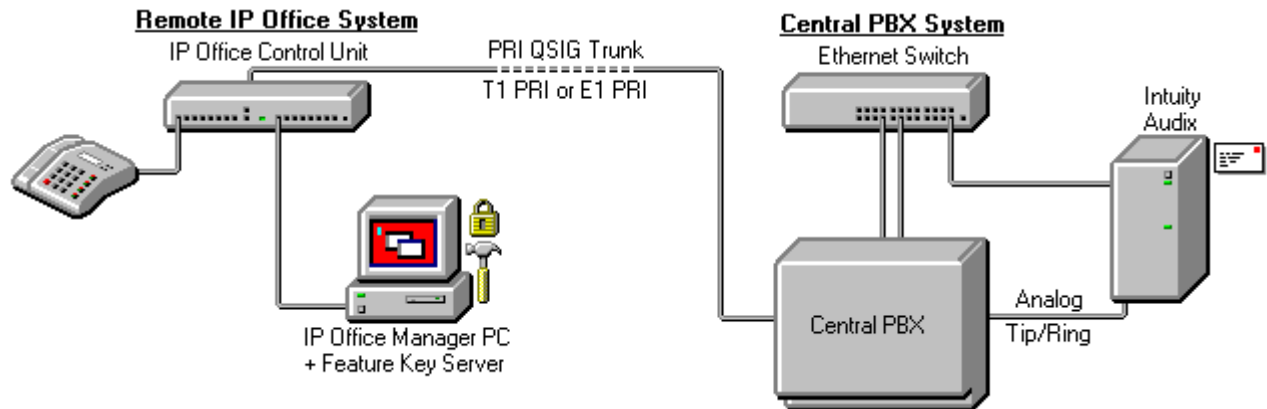 Remote IP Office System
IP Office Control Unit
PRI QSIG Trunk
T1 PRI or E1 PRI
IP Office Manager PC
+ Feature Key Server
Central PBX System
Ethernet Switch
Intuity
Audix
Central PBX
Analog
Tip/Ring